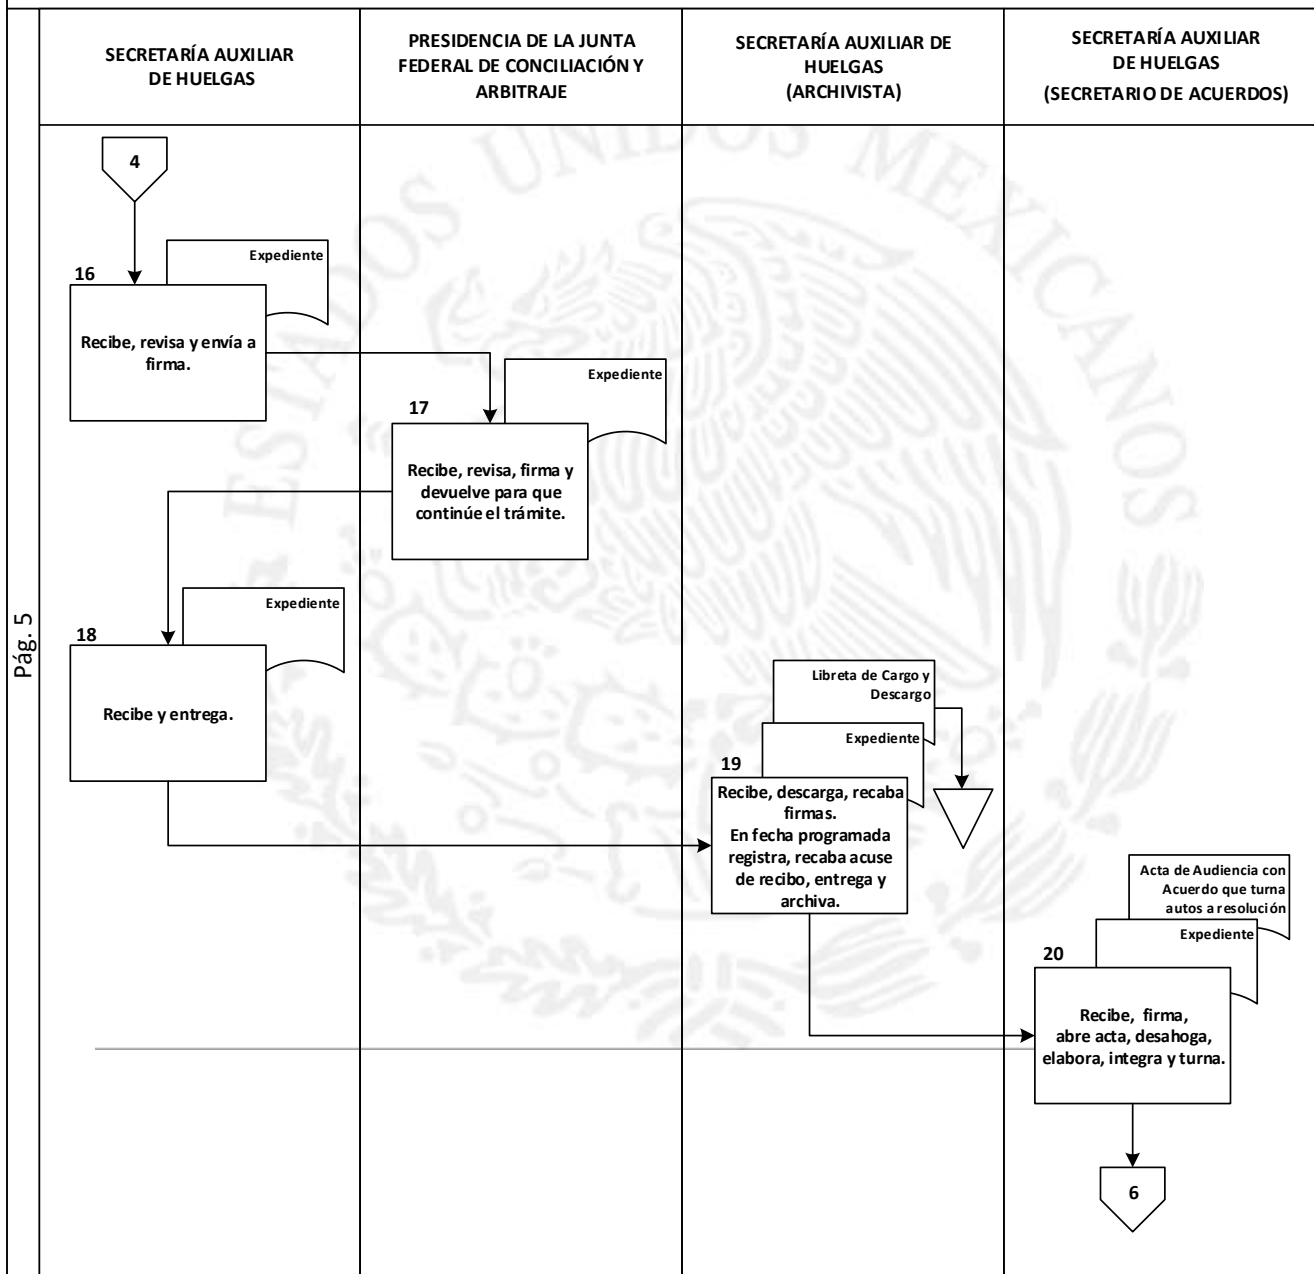 SECRETARÍA AUXILIAR
DE HUELGAS
PRESIDENCIA DE LA JUNTA
FEDERAL DE CONCILIACIÓN Y
ARBITRAJE
SECRETARÍA AUXILIAR DE
HUELGAS
(ARCHIVISTA)
SECRETARÍA AUXILIAR
DE HUELGAS
(SECRETARIO DE ACUERDOS)
Pág. 5
ESTADOS UNIDOS MEXICANOS
4
Expediente
16
Recibe, revisa y envía a
firma.
Expediente
17
Recibe, revisa, firma y
devuelve para que
continúe el trámite.
Expediente
18
Recibe y entrega.
Libreta de Cargo y
Descargo
Expediente
19
Recibe, descarga, recaba
firmas.
En fecha programada
registra, recaba acuse
de recibo, entrega y
archiva.
Acta de Audiencia con
Acuerdo que turna
autos a resolución
Expediente
20
Recibe, firma,
abre acta, desahoga,
elabora, integra y turna.
6